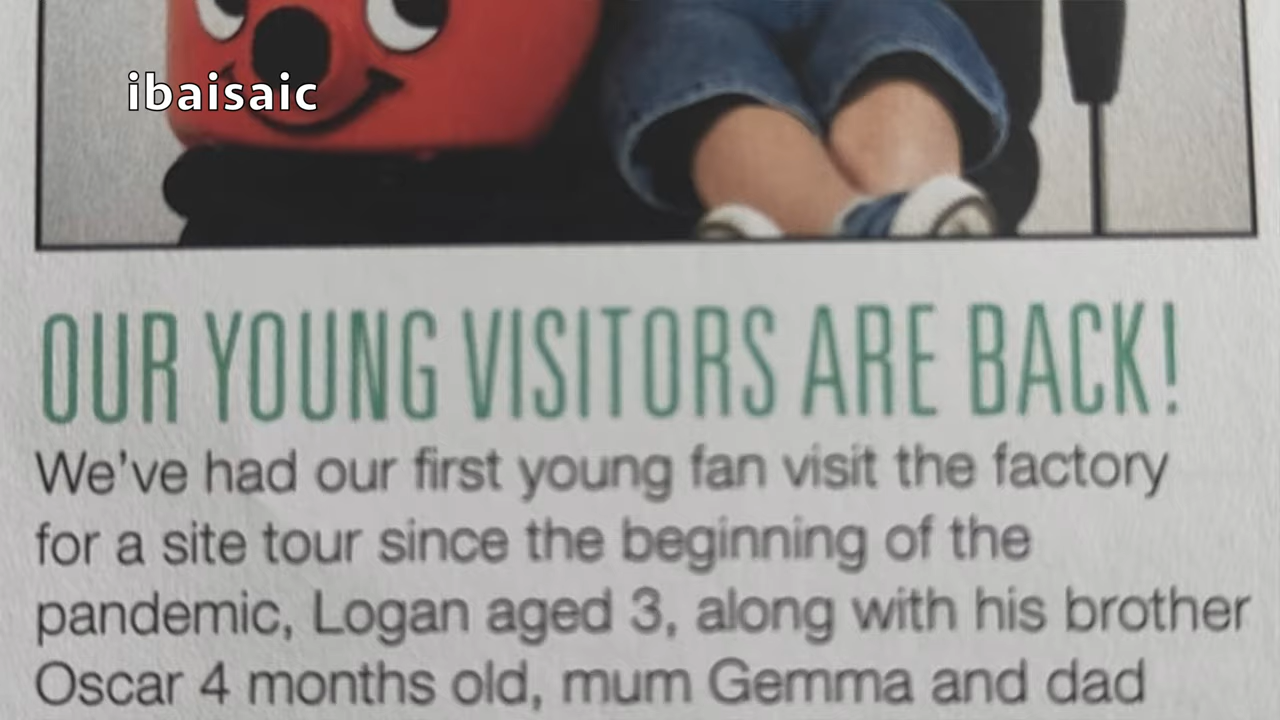 ibaisaic
OUR YOUNG VISITORS ARE BACK!
We've had our first young fan visit the factory
for a site tour since the beginning of the
pandemic, Logan aged 3, along with his brother
Oscar 4 months old, mum Gemma and dad